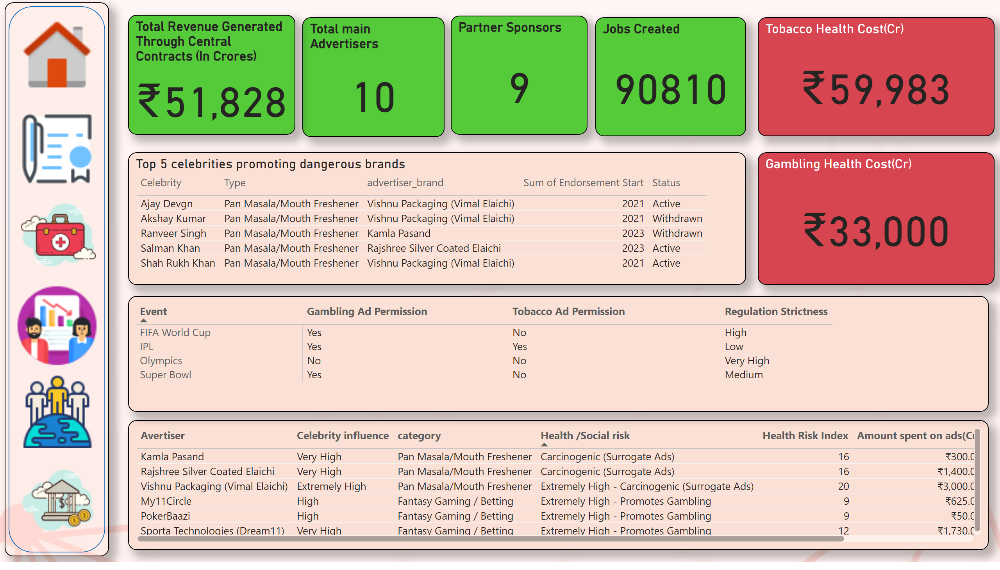 Total Revenue Generated
Through Central
Contracts (In Crores)
₹51,828
Total main
Advertisers
10
Partner Sponsors
9
Jobs Created
90810
Tobacco Health Cost(Cr)
₹59,983
Top 5 celebrities promoting dangerous brands
Celebrity Type advertiser_brand Sum of Endorsement Start Status
Ajay Devgn Pan Masala/Mouth Freshener Vishnu Packaging (Vimal Elaichi) 2021 Active
Akshay Kumar Pan Masala/Mouth Freshener Vishnu Packaging (Vimal Elaichi) 2021 Withdrawn
Ranveer Singh Pan Masala/Mouth Freshener Kamla Pasand 2023 Withdrawn
Salman Khan Pan Masala/Mouth Freshener Rajshree Silver Coated Elaichi 2023 Active
Shah Rukh Khan Pan Masala/Mouth Freshener Vishnu Packaging (Vimal Elaichi) 2021 Active
Gambling Health Cost(Cr)
₹33,000
Event Gambling Ad Permission Tobacco Ad Permission Regulation Strictness
FIFA World Cup Yes No High
IPL Yes Yes Low
Olympics No No Very High
Super Bowl Yes No Medium
Avertiser Celebrity influence category Health /Social risk Health Risk Index Amount spent on ads(Cr
Kamla Pasand Very High Pan Masala/Mouth Freshener Carcinogenic (Surrogate Ads) 16 ₹300.0
Rajshree Silver Coated Elaichi Very High Pan Masala/Mouth Freshener Carcinogenic (Surrogate Ads) 16 ₹1,400.0
Vishnu Packaging (Vimal Elaichi) Extremely High Pan Masala/Mouth Freshener Extremely High - Carcinogenic (Surrogate Ads) 20 ₹3,000.0
My11Circle High Fantasy Gaming / Betting Extremely High - Promotes Gambling 9 ₹625.0
PokerBaazi High Fantasy Gaming / Betting Extremely High - Promotes Gambling 9 ₹50.0
Sporta Technologies (Dream11) Very High Fantasy Gaming / Betting Extremely High - Promotes Gambling 12 ₹1,730.0